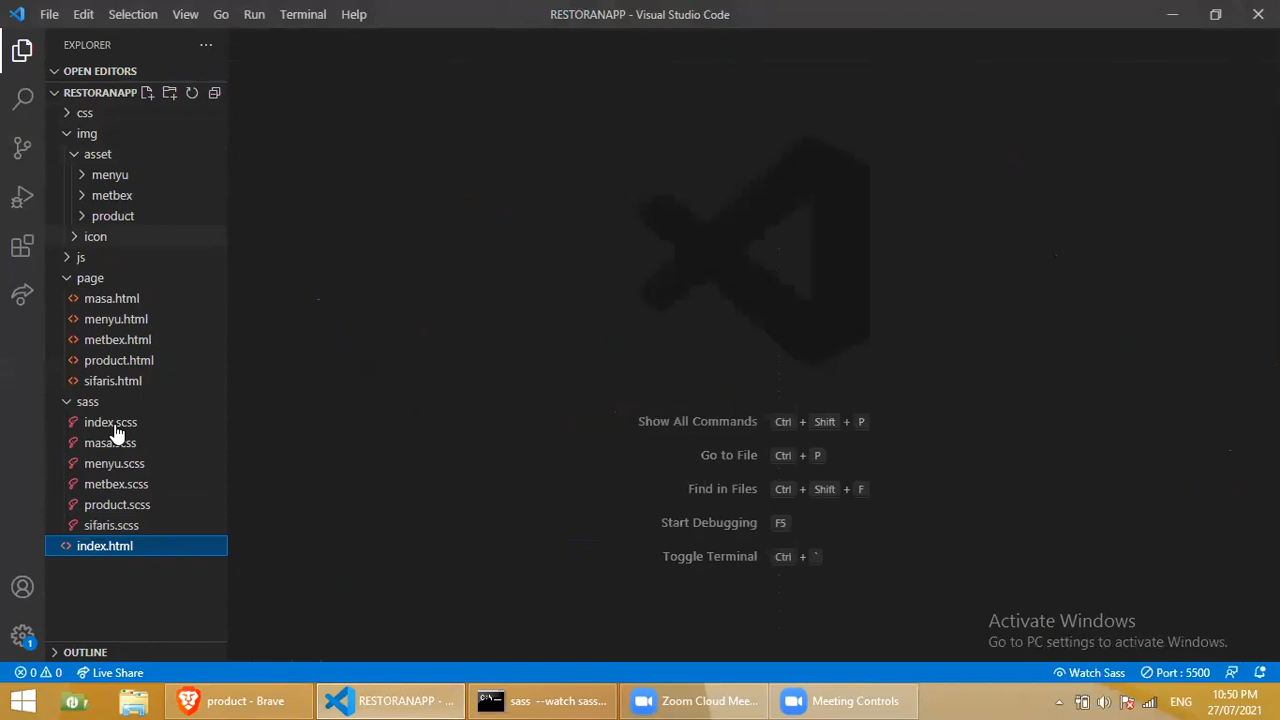 File Edit Selection View Go Run Terminal Help RESTORANAPP - Visual Studio Code
EXPLORER
OPEN EDITORS
RESTORANAPP
css
img
asset
menyu
metbex
product
icon
js
page
masa.html
menyu.html
metbex.html
product.html
sifaris.html
sass
index.scss
masa.scss
menyu.scss
metbex.scss
product.scss
sifaris.scss
index.html
OUTLINE
Show All Commands Ctrl + Shift + P
Go to File Ctrl + P
Find in Files Ctrl + Shift + F
Start Debugging F5
Toggle Terminal Ctrl + `
Activate Windows
Go to PC settings to activate Windows.
1
0 0 Live Share Watch Sass Port : 5500
product - Brave RESTORANAPP - ... sass --watch sass... Zoom Cloud Mee... Meeting Controls ENG 10:50 PM
27/07/2021